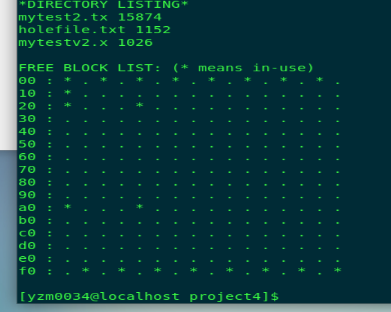 *DIRECTORY LISTING*
mytest2.tx 15874
holefile.txt 1152
mytestv2.x 1026
FREE BLOCK LIST: (* means in-use)
00 : * . * . * . * . * . * . * . * .
10 : * . . . . . . . . . . . . . . .
20 : * . . . * . . . . . . . . . . .
30 : . . . . . . . . . . . . . . . .
40 : . . . . . . . . . . . . . . . .
50 : . . . . . . . . . . . . . . . .
60 : . . . . . . . . . . . . . . . .
70 : . . . . . . . . . . . . . . . .
80 : . . . . . . . . . . . . . . . .
90 : . . . . . . . . . . . . . . . .
a0 : * . . . * . . . . . . . . . . .
b0 : . . . . . . . . . . . . . . . .
c0 : . . . . . . . . . . . . . . . .
d0 : . . . . . . . . . . . . . . . .
e0 : . . . . . . . . . . . . . . . .
f0 : . * . * . * . * . * . * . * . *
[yzm0034@localhost project4]$